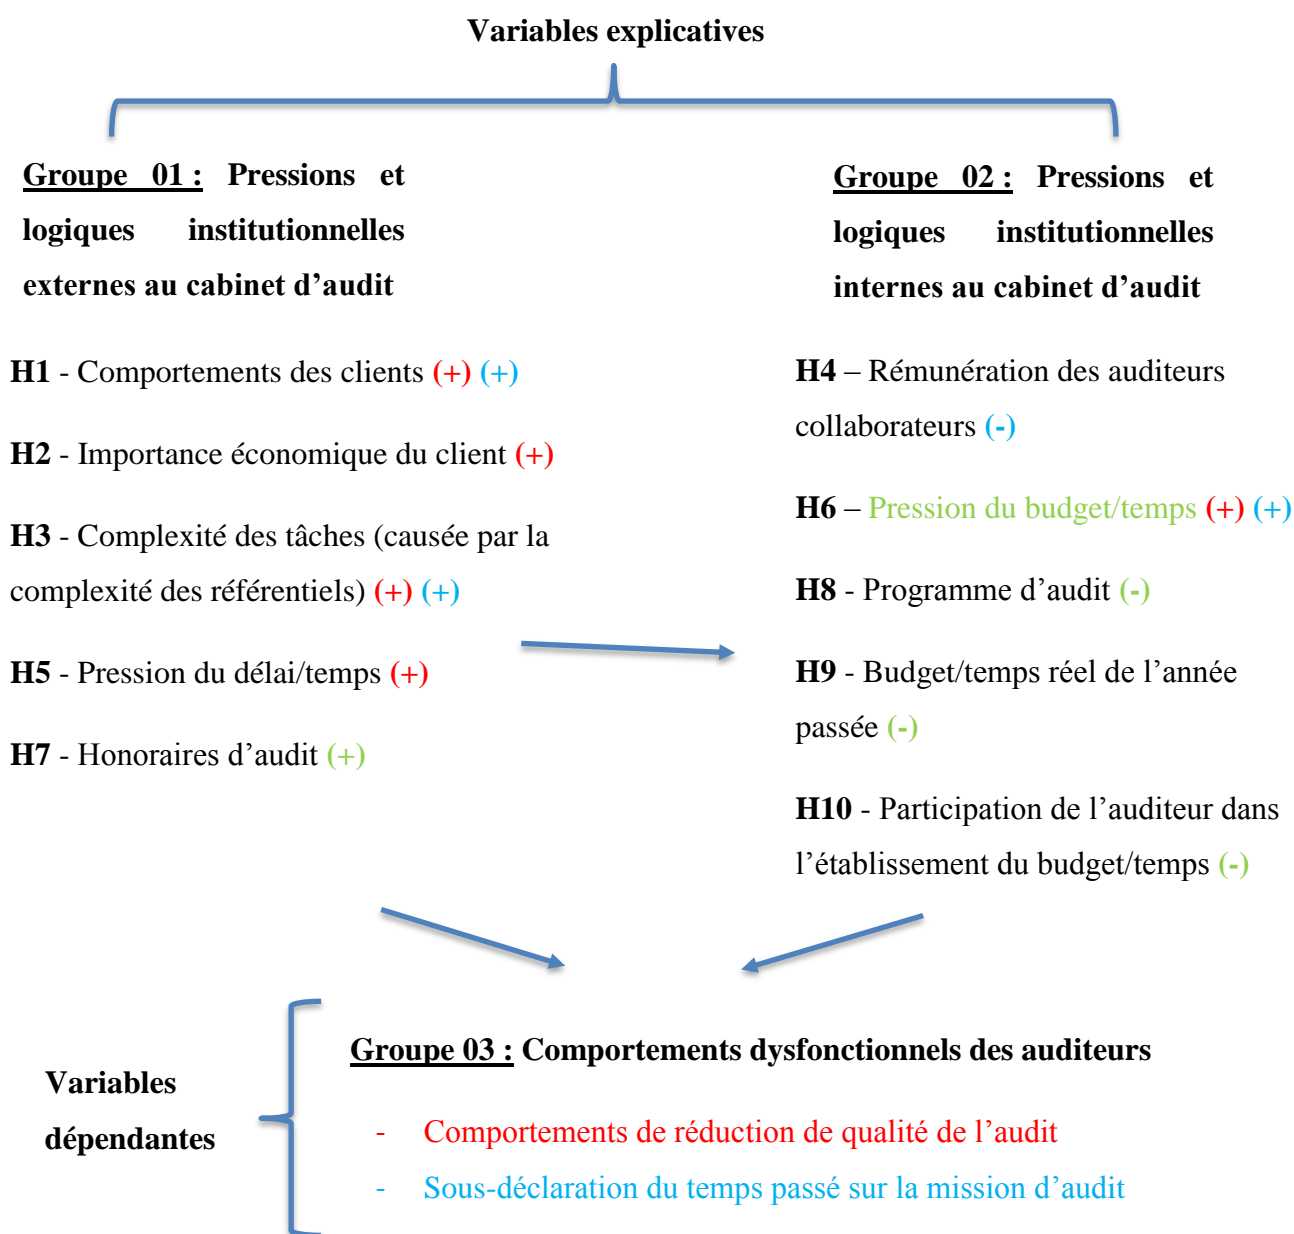 Variables explicatives
Groupe 01 : Pressions et
logiques institutionnelles
externes au cabinet d’audit
H1 - Comportements des clients (+) (+)
H2 - Importance économique du client (+)
H3 - Complexité des tâches (causée par la
complexité des référentiels) (+) (+)
H5 - Pression du délai/temps (+)
H7 - Honoraires d’audit (+)
Groupe 02 : Pressions et
logiques institutionnelles
internes au cabinet d’audit
H4 – Rémunération des auditeurs
collaborateurs (-)
H6 – Pression du budget/temps (+) (+)
H8 - Programme d’audit (-)
H9 - Budget/temps réel de l’année
passée (-)
H10 - Participation de l’auditeur dans
l’établissement du budget/temps (-)
Variables
dépendantes
Groupe 03 : Comportements dysfonctionnels des auditeurs
- Comportements de réduction de qualité de l’audit
- Sous-déclaration du temps passé sur la mission d’audit